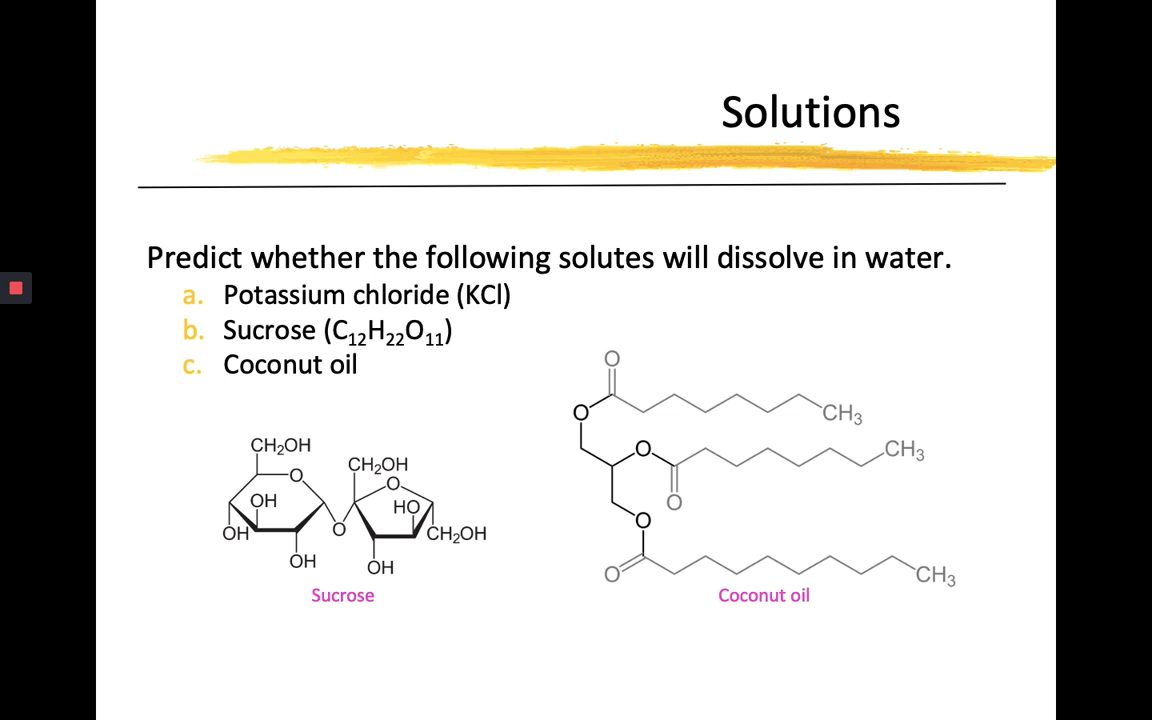 Solutions
Predict whether the following solutes will dissolve in water.
a. Potassium chloride (KCl)
b. Sucrose (C₁₂H₂₂O₁₁)
c. Coconut oil
O
O
CH₃
O
CH₃
O
O
O
CH₃
Coconut oil
CH₂OH
CH₂OH
O
O
OH
HO
OH
O
CH₂OH
OH
OH
Sucrose